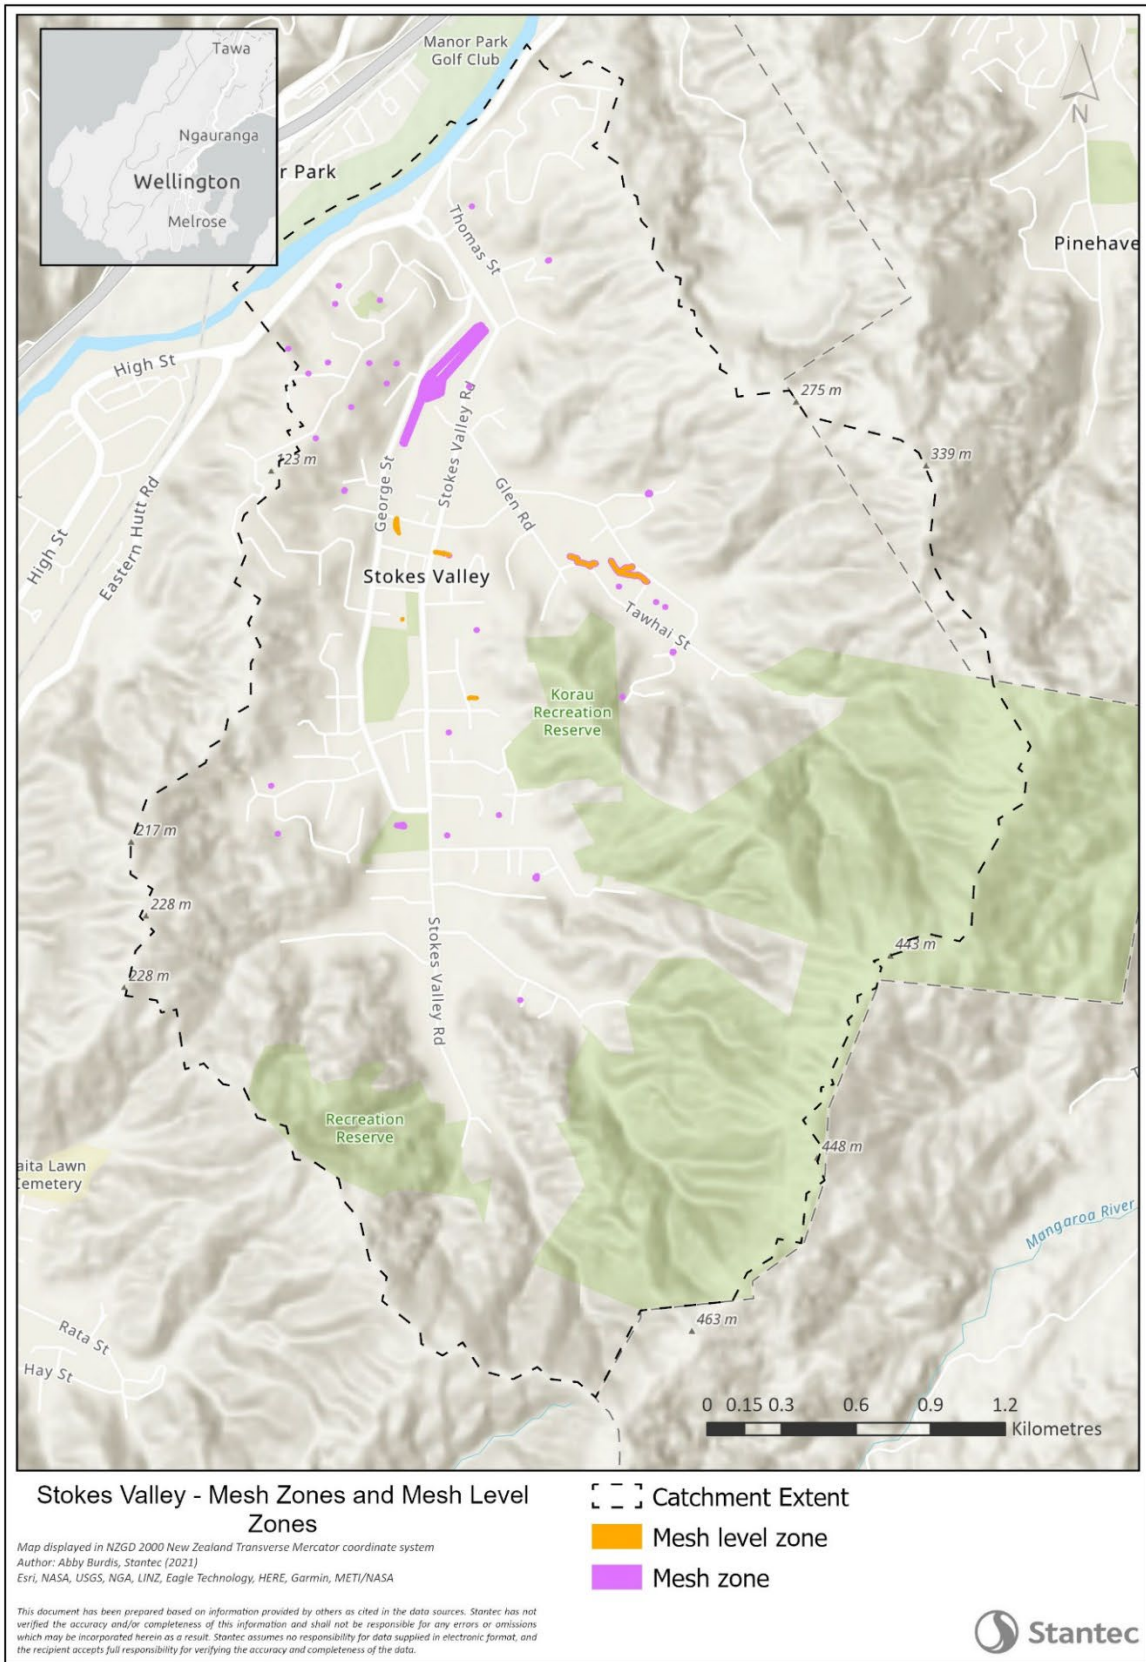 Tawa
Ngauranga
Wellington
Melrose
Manor Park
Golf Club
N
r Park
Thomas St
Pinehave
High St
275 m
339 m
123 m
Stokes Valley Rd
George St
Glen Rd
Eastern Hutt Rd
High St
Stokes Valley
Tawhai St
Korau
Recreation
Reserve
217 m
228 m
443 m
228 m
Stokes Valley Rd
Recreation
Reserve
448 m
aita Lawn
Cemetery
Mangaroa River
463 m
Rata St
Hay St
0 0.15 0.3 0.6 0.9 1.2
Kilometres
Stokes Valley - Mesh Zones and Mesh Level
Zones
Map displayed in NZGD 2000 New Zealand Transverse Mercator coordinate system
Author: Abby Burdis, Stantec (2021)
Esri, NASA, USGS, NGA, LINZ, Eagle Technology, HERE, Garmin, METI/NASA
This document has been prepared based on information provided by others as cited in the data sources. Stantec has not
verified the accuracy and/or completeness of this information and shall not be responsible for any errors or omissions
which may be incorporated herein as a result. Stantec assumes no responsibility for data supplied in electronic format, and
the recipient accepts full responsibility for verifying the accuracy and completeness of the data.
Catchment Extent
Mesh level zone
Mesh zone
Stantec